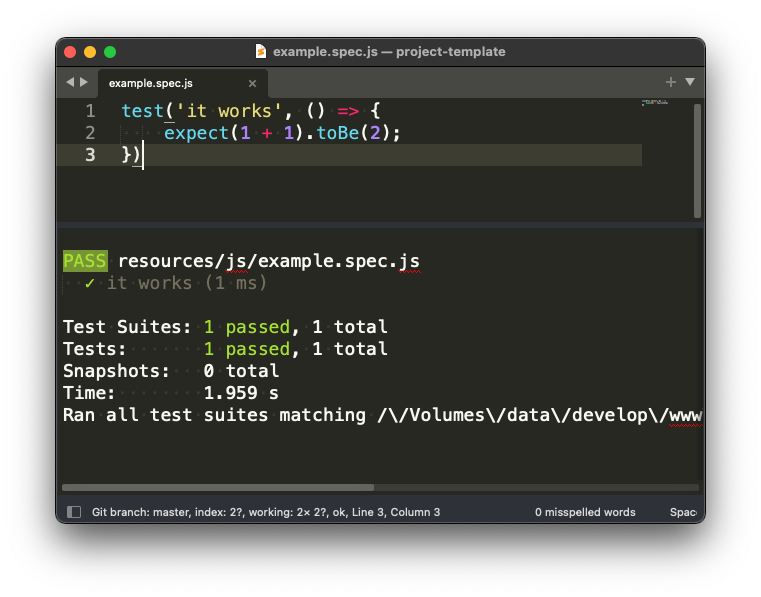 example.spec.js — project-template
example.spec.js
1 test('it works', () => {
2 expect(1 + 1).toBe(2);
3 })
PASS resources/js/example.spec.js
✓ it works (1 ms)
Test Suites: 1 passed, 1 total
Tests: 1 passed, 1 total
Snapshots: 0 total
Time: 1.959 s
Ran all test suites matching /\/Volumes\/data\/develop\/www
Git branch: master, index: 2?, working: 2× 2?, ok, Line 3, Column 3 0 misspelled words Spac